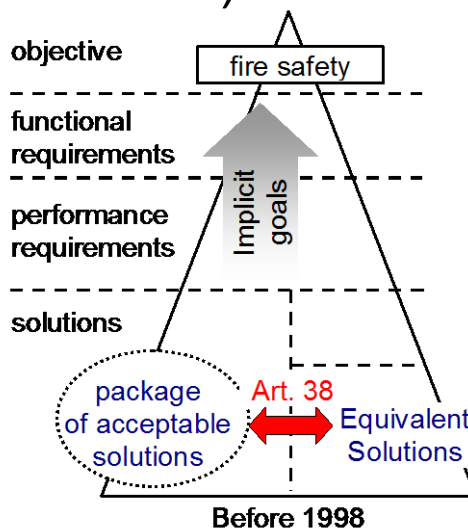 )
objective
fire safety
functional
requirements
Implicit
goals
performance
requirements
solutions
package
of acceptable
solutions
Art. 38
Equivalent
Solutions
Before 1998